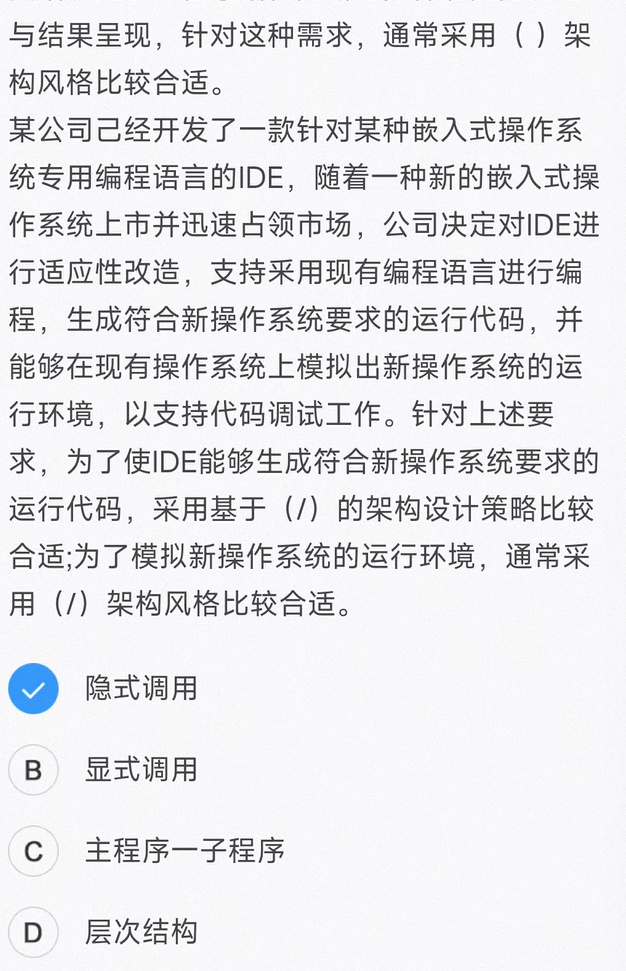 与结果呈现，针对这种需求，通常采用（ ）架
构风格比较合适。
某公司己经开发了一款针对某种嵌入式操作系
统专用编程语言的IDE，随着一种新的嵌入式操
作系统上市并迅速占领市场，公司决定对IDE进
行适应性改造，支持采用现有编程语言进行编
程，生成符合新操作系统要求的运行代码，并
能够在现有操作系统上模拟出新操作系统的运
行环境，以支持代码调试工作。针对上述要
求，为了使IDE能够生成符合新操作系统要求的
运行代码，采用基于（/）的架构设计策略比较
合适;为了模拟新操作系统的运行环境，通常采
用（/）架构风格比较合适。
隐式调用
B 显式调用
C 主程序一子程序
D 层次结构